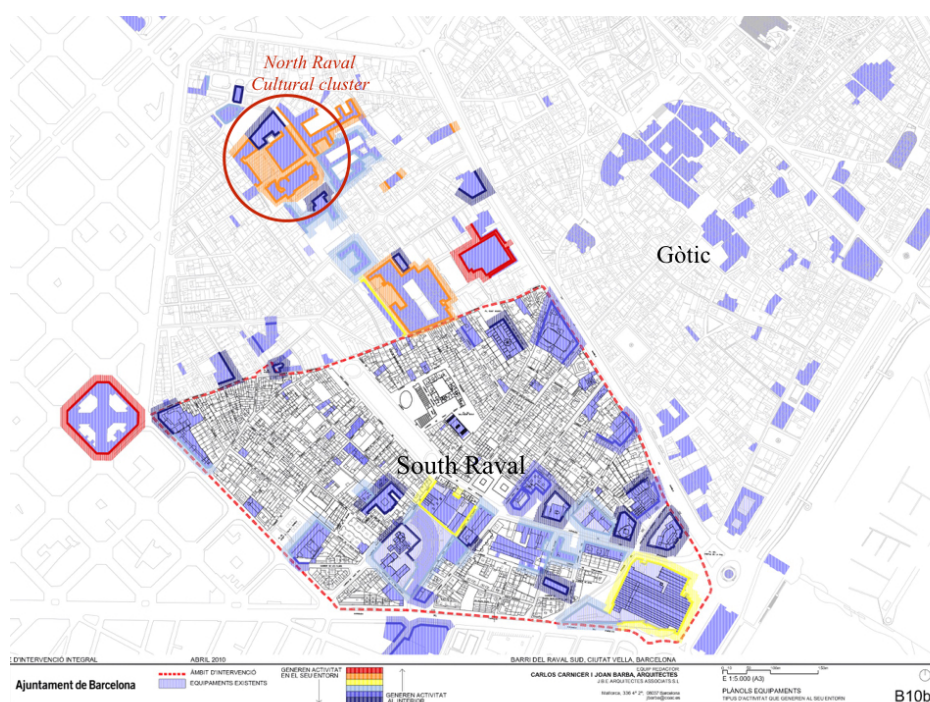 North Raval
Cultural cluster
Gòtic
South Raval
E D'INTERVENCIÓ INTEGRAL
ABRIL 2010
BARRI DEL RAVAL SUD, CIUTAT VELLA, BARCELONA
Ajuntament de Barcelona
ÀMBIT D'INTERVENCIÓ
EQUIPAMENTS EXISTENTS
GENEREN ACTIVITAT
EN EL SEU ENTORN
GENEREN ACTIVITAT
AL INTERIOR
EQUIP REDACTOR
CARLOS CARNICER I JOAN BARBA, ARQUITECTES
E 1:5.000 (A3)
PLÀNOLS EQUIPAMENTS
TIPUS D'ACTIVITAT QUE GENEREN AL SEU ENTORN
B10b